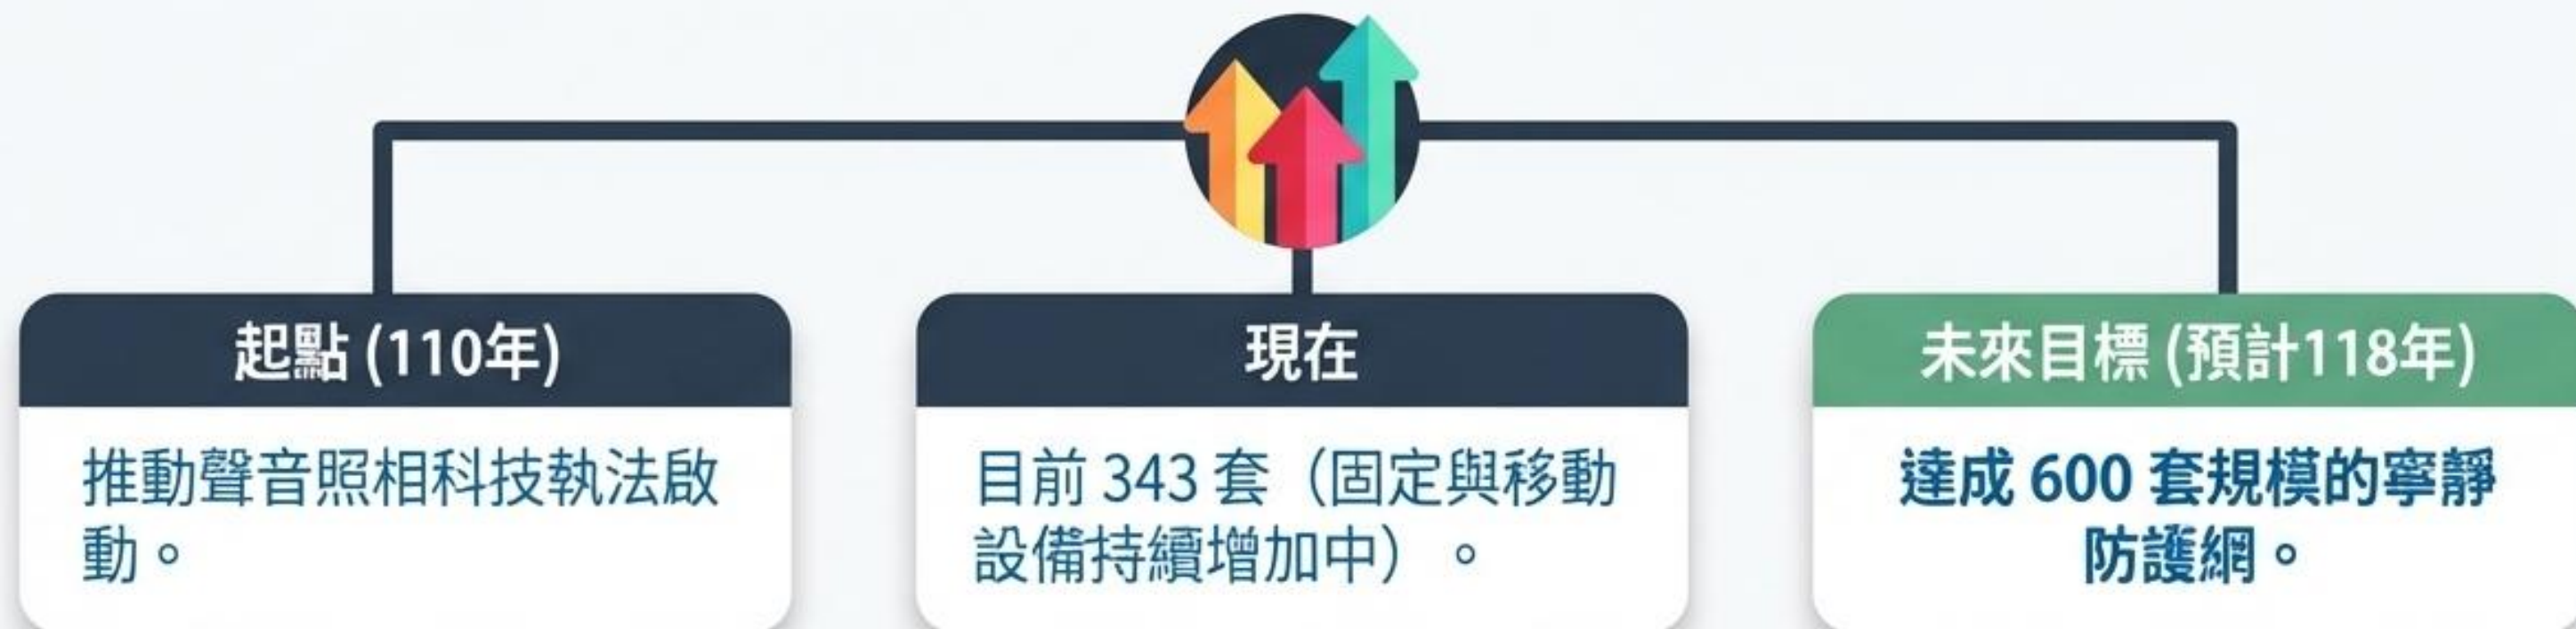 起點 (110年)
推動聲音照相科技執法啟
動。
現在
目前 343 套（固定與移動
設備持續增加中）。
未來目標 (預計118年)
達成 600 套規模的寧靜
防護網。